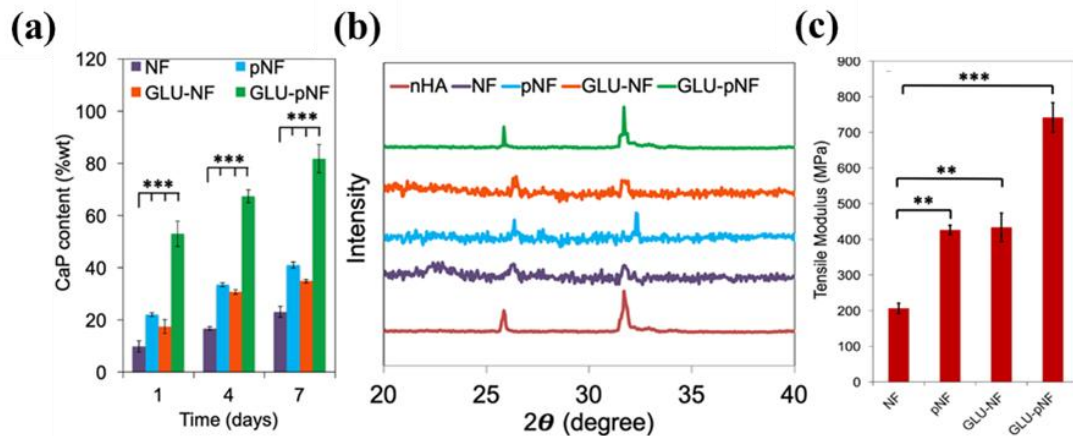 (a)
CaP content (%wt)
120
100
80
60
40
20
0
NF
pNF
GLU-NF
GLU-pNF
***
***
***
1
4
7
Time (days)
(b)
Intensity
nHA
NF
pNF
GLU-NF
GLU-pNF
20
25
30
35
40
2θ (degree)
(c)
Tensile Modulus (MPa)
900
800
700
600
500
400
300
200
100
0
***
**
**
NF
pNF
GLU-NF
GLU-pNF